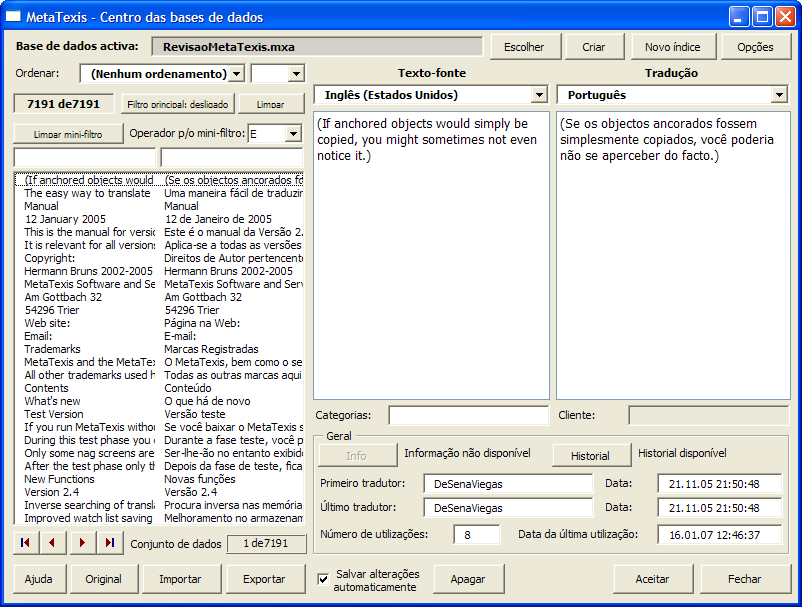 MetaTexis - Centro das bases de dados
Base de dados activa: RevisaoMetaTexis.mxa Escolher Criar Novo índice Opções
Ordenar: (Nenhum ordenamento) Texto-fonte Tradução
Inglês (Estados Unidos) Português
7191 de7191 Filtro principal: desligado Limpar
Limpar mini-filtro Operador p/o mini-filtro: E
(If anchored objects would simply be
copied, you might sometimes not even
notice it.)
(Se os objectos ancorados fossem
simplesmente copiados, você poderia
não se aperceber do facto.)
(If anchored objects would (Se os objectos ancorados fo
The easy way to translate Uma maneira fácil de traduzir
Manual Manual
12 January 2005 12 de Janeiro de 2005
This is the manual for versio Este é o manual da Versão 2.
It is relevant for all versions Aplica-se a todas as versões
Copyright: Direitos de Autor pertencent
Hermann Bruns 2002-2005 Hermann Bruns 2002-2005
MetaTexis Software and Se MetaTexis Software and Serv
Am Gottbach 32 Am Gottbach 32
54296 Trier 54296 Trier
Web site: Página na Web:
Email: E-mail:
Trademarks Marcas Registradas
MetaTexis and the MetaTex O MetaTexis, bem como o se
All other trademarks used h Todas as outras marcas aqui
Contents Conteúdo
What's new O que há de novo
Test Version Versão teste
If you run MetaTexis withou Se você baixar o MetaTexis s
During this test phase you Durante a fase teste, você p
Only some nag screens are Ser-lhe-ão no entanto exibido
After the test phase only th Depois da fase de teste, fica
New Functions Novas funções
Version 2.4 Versão 2.4
Inverse searching of transla Procura inversa nas memória
Improved watch list saving Melhoramento no armazenam
Categorias: Cliente:
Geral
Info Informação não disponível Historial Historial disponível
Primeiro tradutor: DeSenaViegas Data: 21.11.05 21:50:48
Último tradutor: DeSenaViegas Data: 21.11.05 21:50:48
Número de utilizações: 8 Data da última utilização: 16.01.07 12:46:37
Conjunto de dados 1 de7191
Ajuda Original Importar Exportar Salvar alterações
automaticamente Apagar Aceitar Fechar